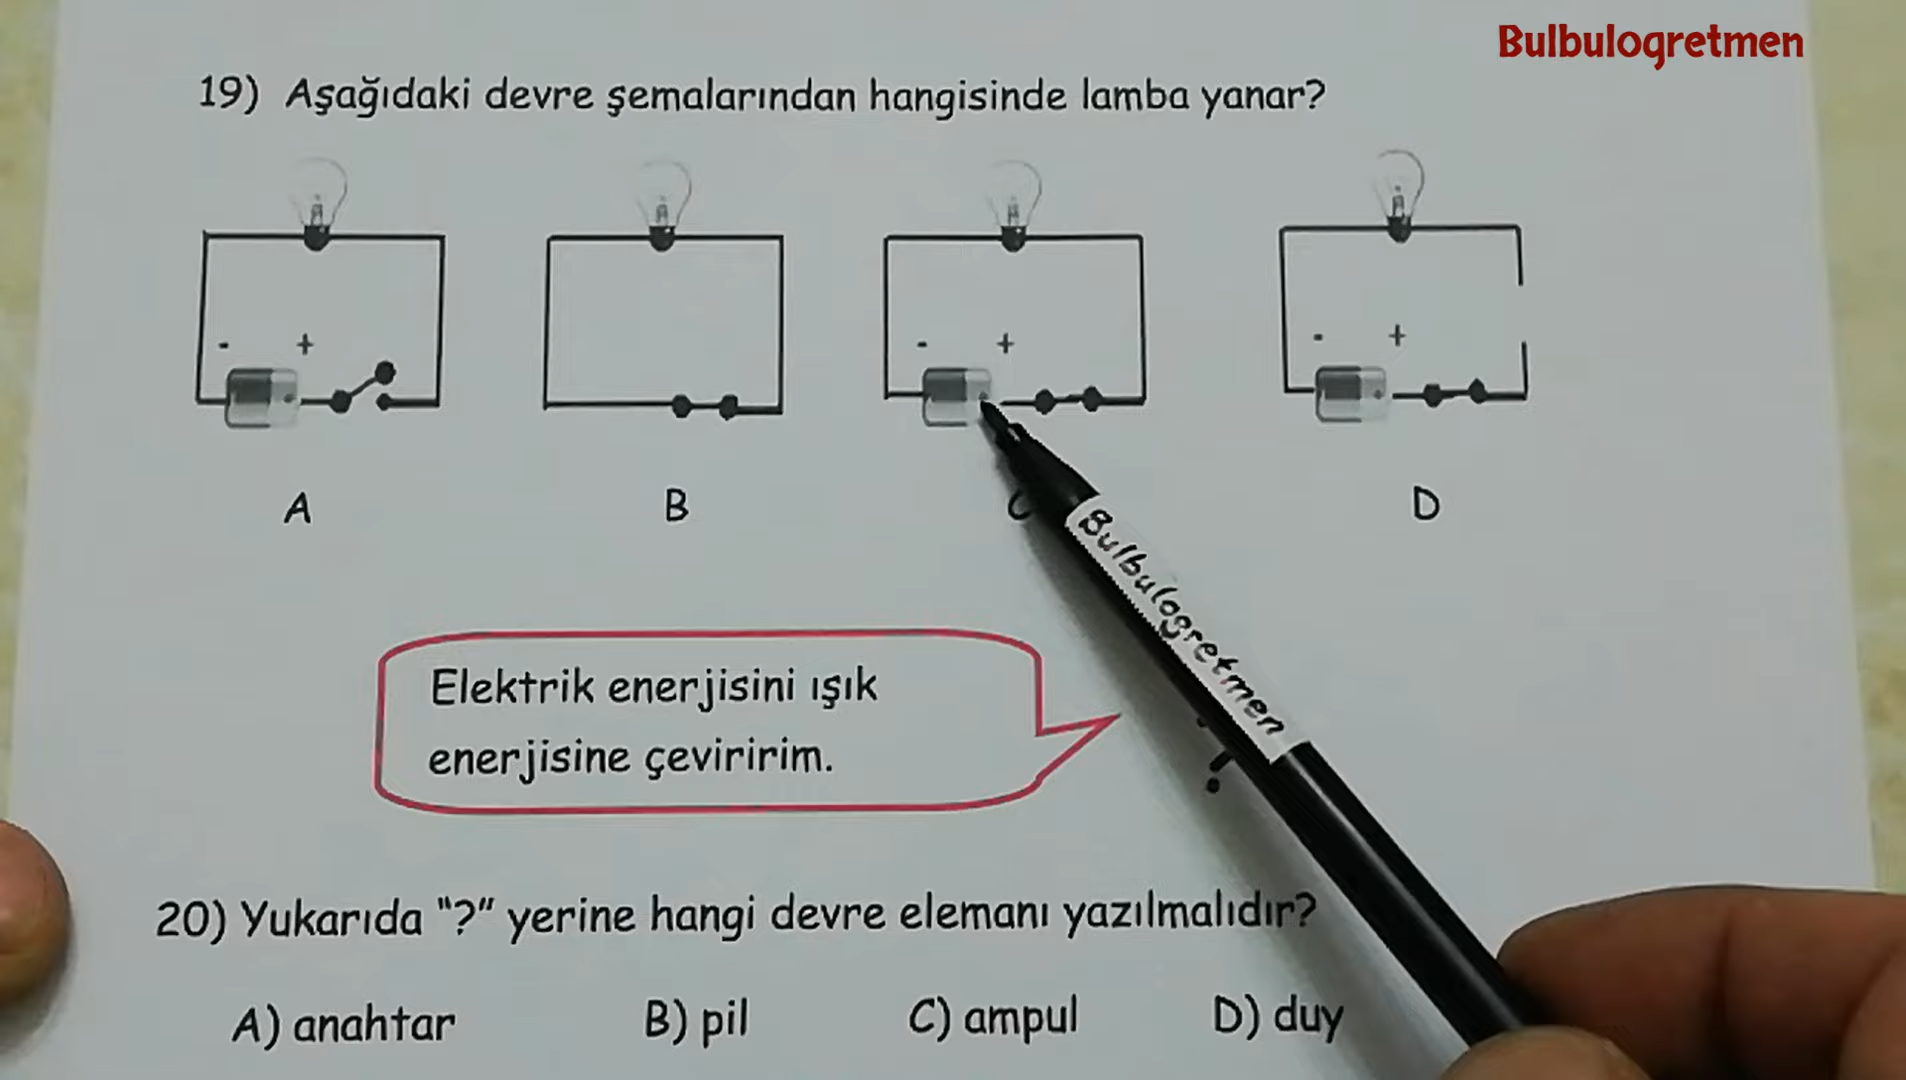 Bulbulogretmen
19) Aşağıdaki devre şemalarından hangisinde lamba yanar?
- +
- +
- +
A B C D
Bulbulogretmen
Elektrik enerjisini ışık
enerjisine çeviririm.
?
20) Yukarıda "?" yerine hangi devre elemanı yazılmalıdır?
A) anahtar B) pil C) ampul D) duy